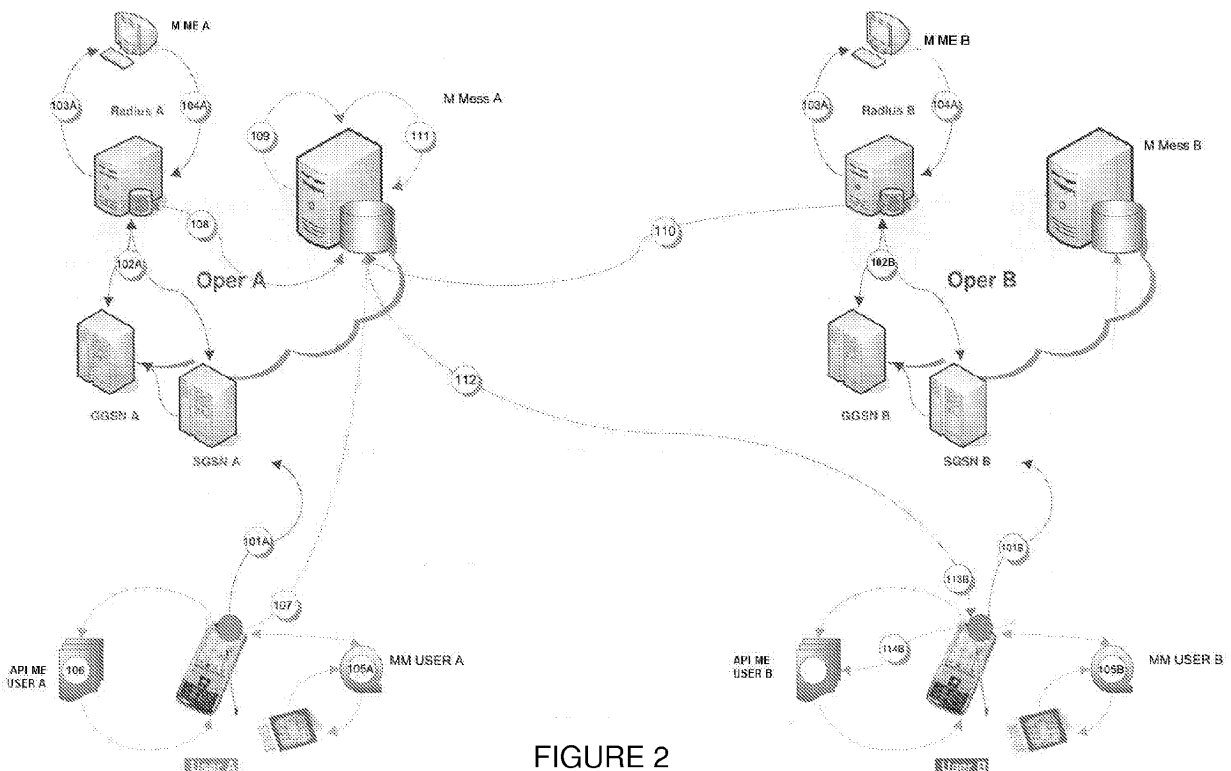 M ME A
M ME B
103A
Radius A
104A
M Mess A
109
111
103A
Radius B
104A
M Mess B
108
110
102A
Oper A
102B
Oper B
112
GGSN A
SGSN A
GGSN B
SGSN B
101A
101B
107
113B
API ME
USER A
106
105A
MM USER A
API ME
USER B
114B
105B
MM USER B
FIGURE 2